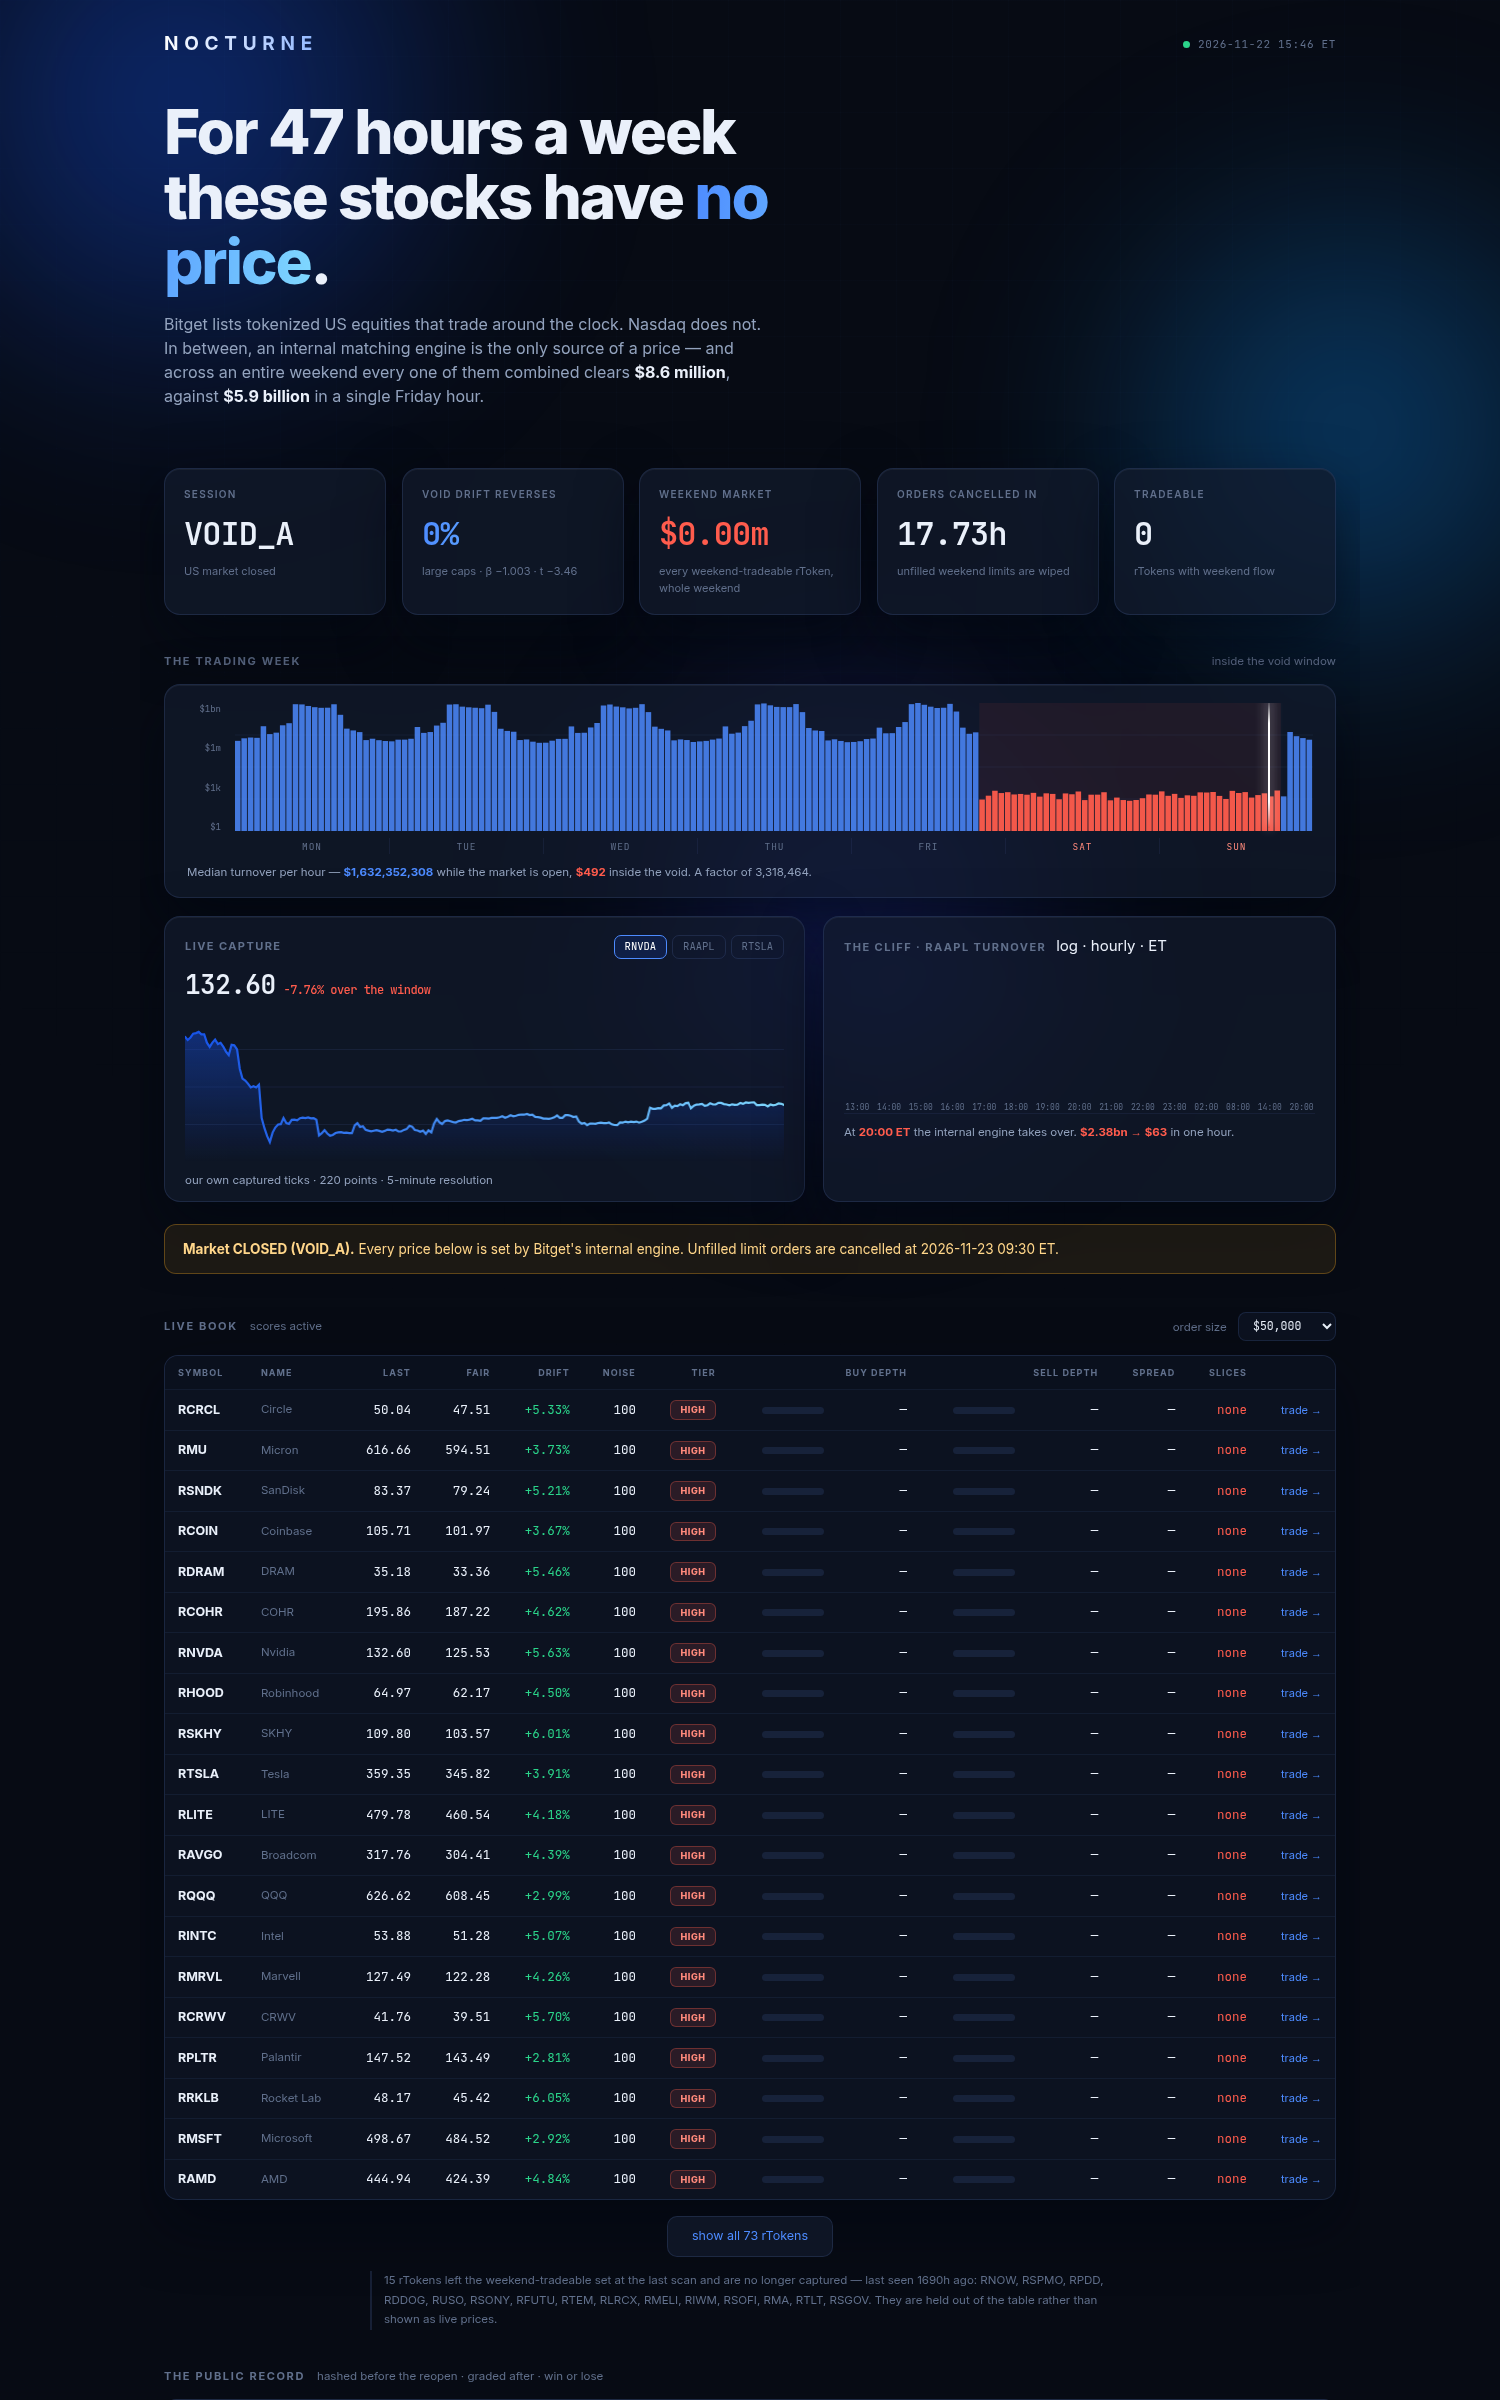 NOCTURNE
2026-11-22 15:46 ET
For 47 hours a week
these stocks have no
price.
Bitget lists tokenized US equities that trade around the clock. Nasdaq does not.
In between, an internal matching engine is the only source of a price — and
across an entire weekend every one of them combined clears $8.6 million,
against $5.9 billion in a single Friday hour.
SESSION
VOID_A
US market closed
VOID DRIFT REVERSES
0%
large caps · β −1.003 · t −3.46
WEEKEND MARKET
$0.00m
every weekend-tradeable rToken,
whole weekend
ORDERS CANCELLED IN
17.73h
unfilled weekend limits are wiped
TRADEABLE
0
rTokens with weekend flow
THE TRADING WEEK
inside the void window
$1bn
$1m
$1k
$1
MON TUE WED THU FRI SAT SUN
Median turnover per hour — $1,632,352,308 while the market is open, $492 inside the void. A factor of 3,318,464.
LIVE CAPTURE
RNVDA RAAPL RTSLA
132.60 -7.76% over the window
our own captured ticks · 220 points · 5-minute resolution
THE CLIFF · RAAPL TURNOVER log · hourly · ET
13:00 14:00 15:00 16:00 17:00 18:00 19:00 20:00 21:00 22:00 23:00 02:00 08:00 14:00 20:00
At 20:00 ET the internal engine takes over. $2.38bn → $63 in one hour.
Market CLOSED (VOID_A). Every price below is set by Bitget's internal engine. Unfilled limit orders are cancelled at 2026-11-23 09:30 ET.
LIVE BOOK scores active
order size $50,000
SYMBOL NAME LAST FAIR DRIFT NOISE TIER BUY DEPTH SELL DEPTH SPREAD SLICES
RCRCL Circle 50.04 47.51 +5.33% 100 HIGH — — — none trade →
RMU Micron 616.66 594.51 +3.73% 100 HIGH — — — none trade →
RSNDK SanDisk 83.37 79.24 +5.21% 100 HIGH — — — none trade →
RCOIN Coinbase 105.71 101.97 +3.67% 100 HIGH — — — none trade →
RDRAM DRAM 35.18 33.36 +5.46% 100 HIGH — — — none trade →
RCOHR COHR 195.86 187.22 +4.62% 100 HIGH — — — none trade →
RNVDA Nvidia 132.60 125.53 +5.63% 100 HIGH — — — none trade →
RHOOD Robinhood 64.97 62.17 +4.50% 100 HIGH — — — none trade →
RSKHY SKHY 109.80 103.57 +6.01% 100 HIGH — — — none trade →
RTSLA Tesla 359.35 345.82 +3.91% 100 HIGH — — — none trade →
RLITE LITE 479.78 460.54 +4.18% 100 HIGH — — — none trade →
RAVGO Broadcom 317.76 304.41 +4.39% 100 HIGH — — — none trade →
RQQQ QQQ 626.62 608.45 +2.99% 100 HIGH — — — none trade →
RINTC Intel 53.88 51.28 +5.07% 100 HIGH — — — none trade →
RMRVL Marvell 127.49 122.28 +4.26% 100 HIGH — — — none trade →
RCRWV CRWV 41.76 39.51 +5.70% 100 HIGH — — — none trade →
RPLTR Palantir 147.52 143.49 +2.81% 100 HIGH — — — none trade →
RRKLB Rocket Lab 48.17 45.42 +6.05% 100 HIGH — — — none trade →
RMSFT Microsoft 498.67 484.52 +2.92% 100 HIGH — — — none trade →
RAMD AMD 444.94 424.39 +4.84% 100 HIGH — — — none trade →
show all 73 rTokens
15 rTokens left the weekend-tradeable set at the last scan and are no longer captured — last seen 1690h ago: RNOW, RSPMO, RPDD,
RDDOG, RUSO, RSONY, RFUTU, RTEM, RLRCX, RMELI, RIWM, RSOFI, RMA, RTLT, RSGOV. They are held out of the table rather than
shown as live prices.
THE PUBLIC RECORD hashed before the reopen · graded after · win or lose